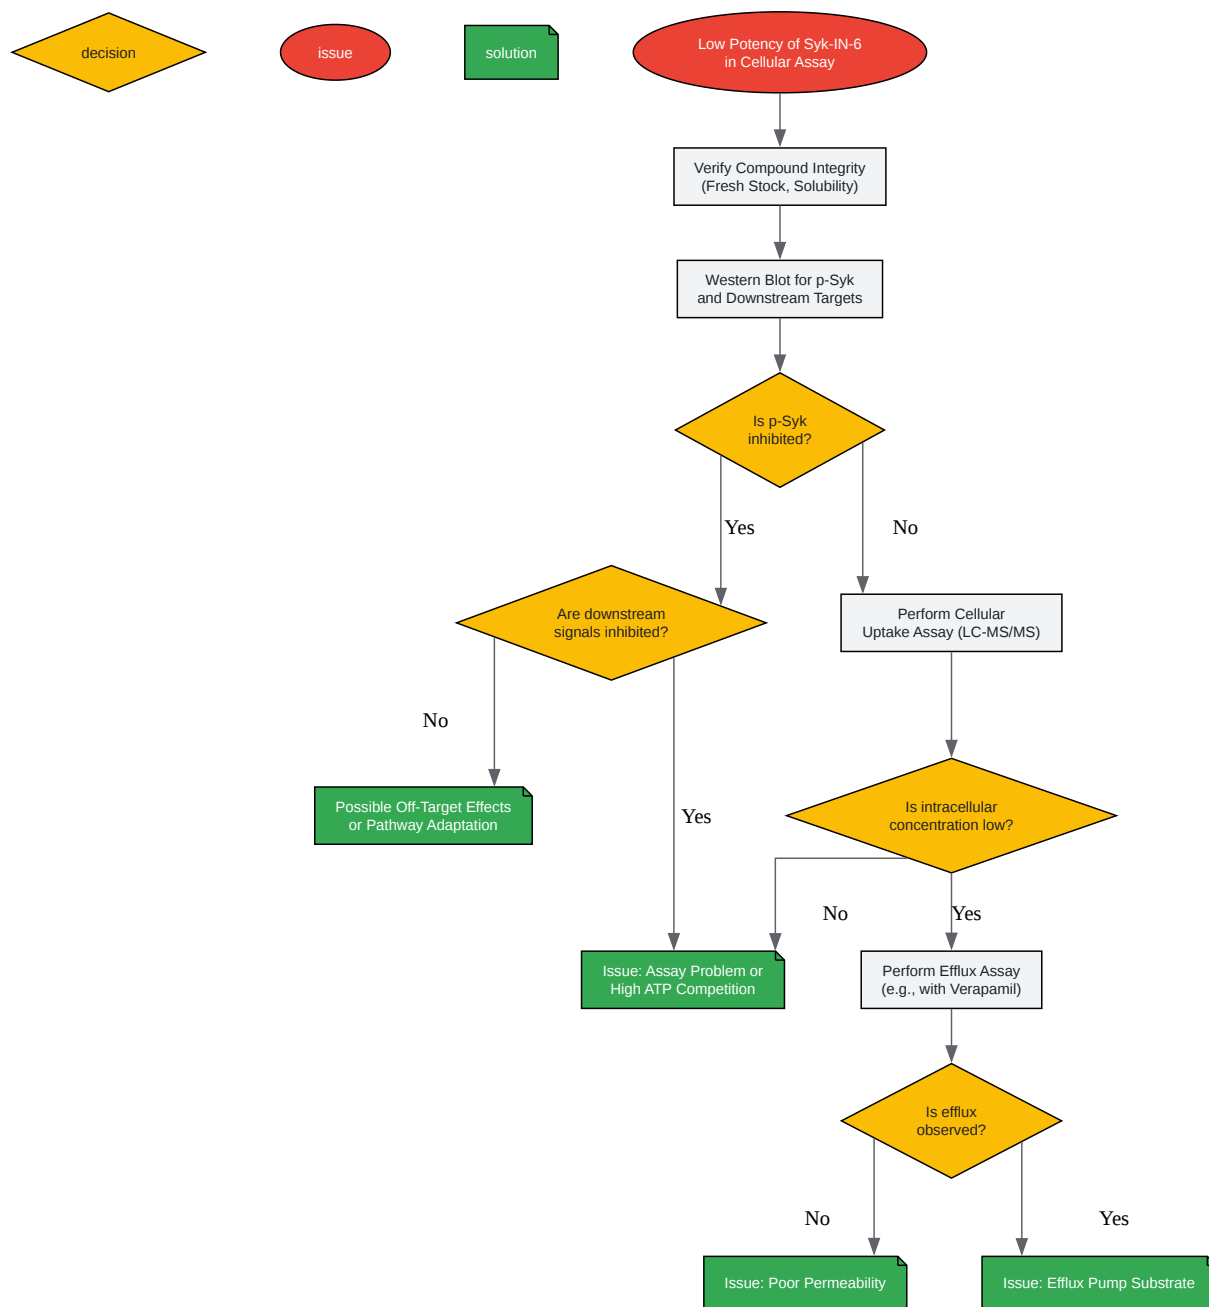 decision
issue
solution
Low Potency of Syk-IN-6
in Cellular Assay
Verify Compound Integrity
(Fresh Stock, Solubility)
Western Blot for p-Syk
and Downstream Targets
Is p-Syk
inhibited?
Yes
No
Are downstream
signals inhibited?
Perform Cellular
Uptake Assay (LC-MS/MS)
No
Possible Off-Target Effects
or Pathway Adaptation
Yes
Is intracellular
concentration low?
No
Yes
Issue: Assay Problem or
High ATP Competition
Perform Efflux Assay
(e.g., with Verapamil)
Is efflux
observed?
No
Yes
Issue: Poor Permeability
Issue: Efflux Pump Substrate